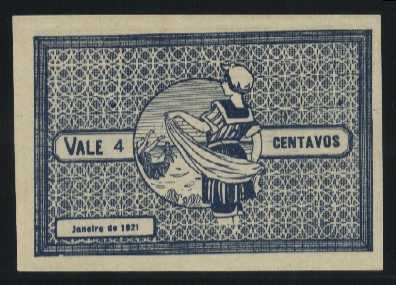 VALE 4 CENTAVOS
Janeiro de 1921